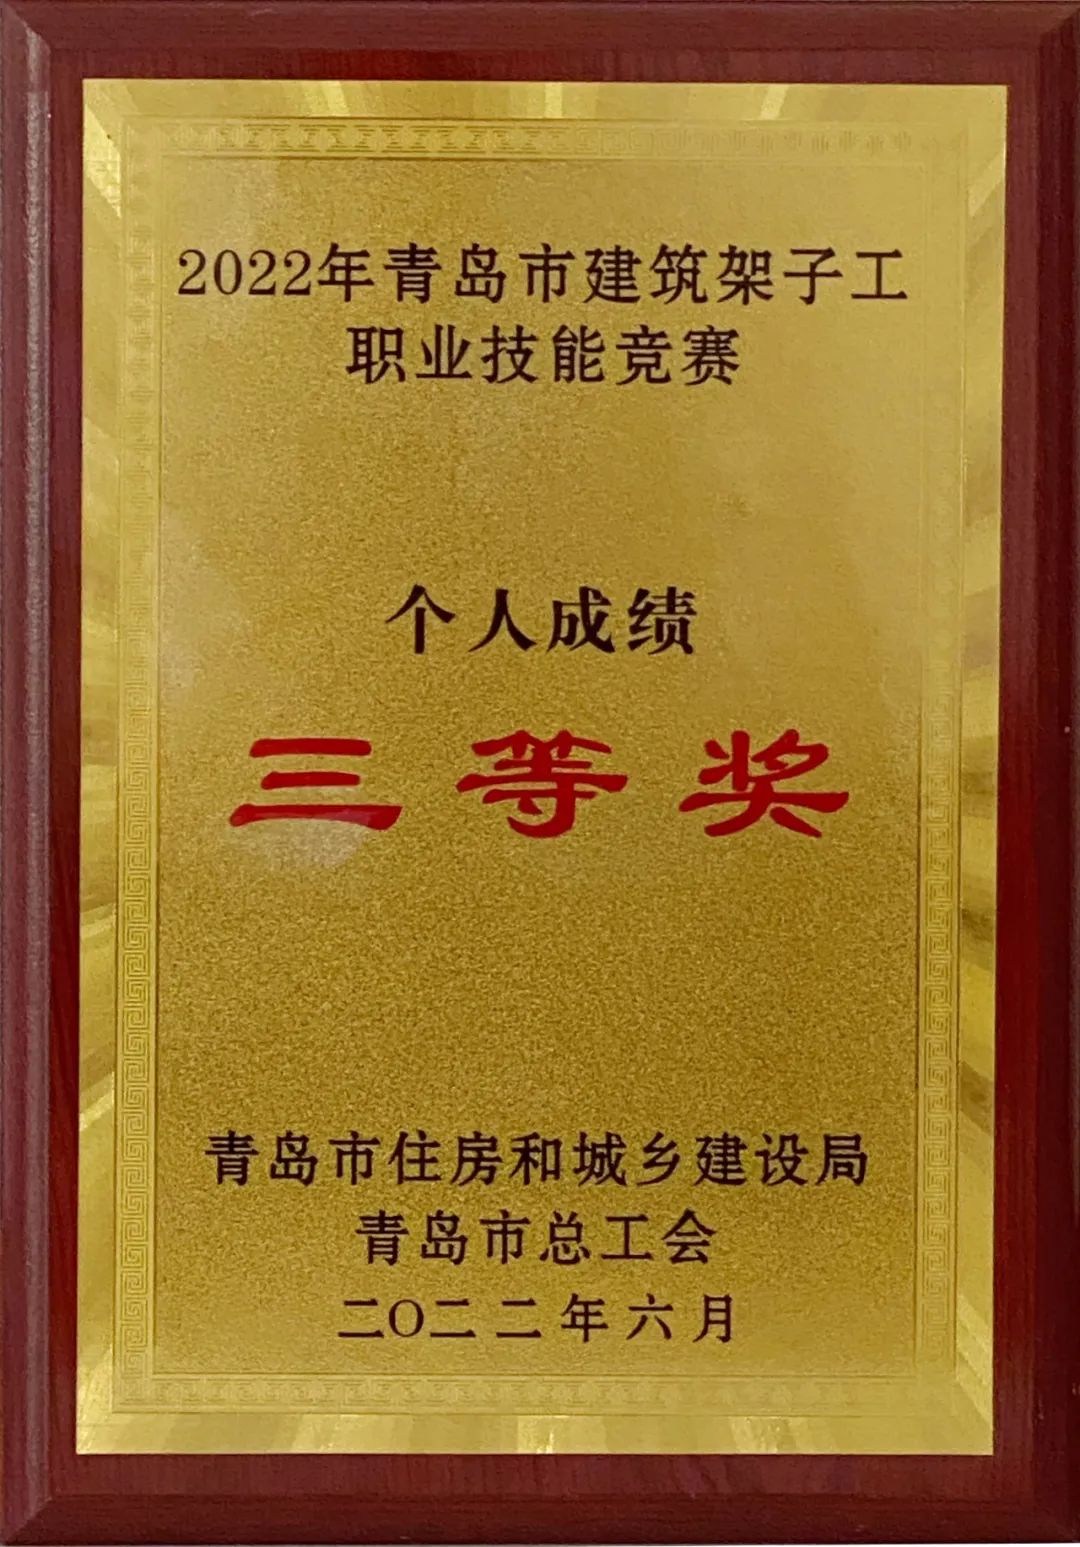 2022年青岛市建筑架子工
职业技能竞赛
个人成绩
三等奖
青岛市住房和城乡建设局
青岛市总工会
二〇二二年六月